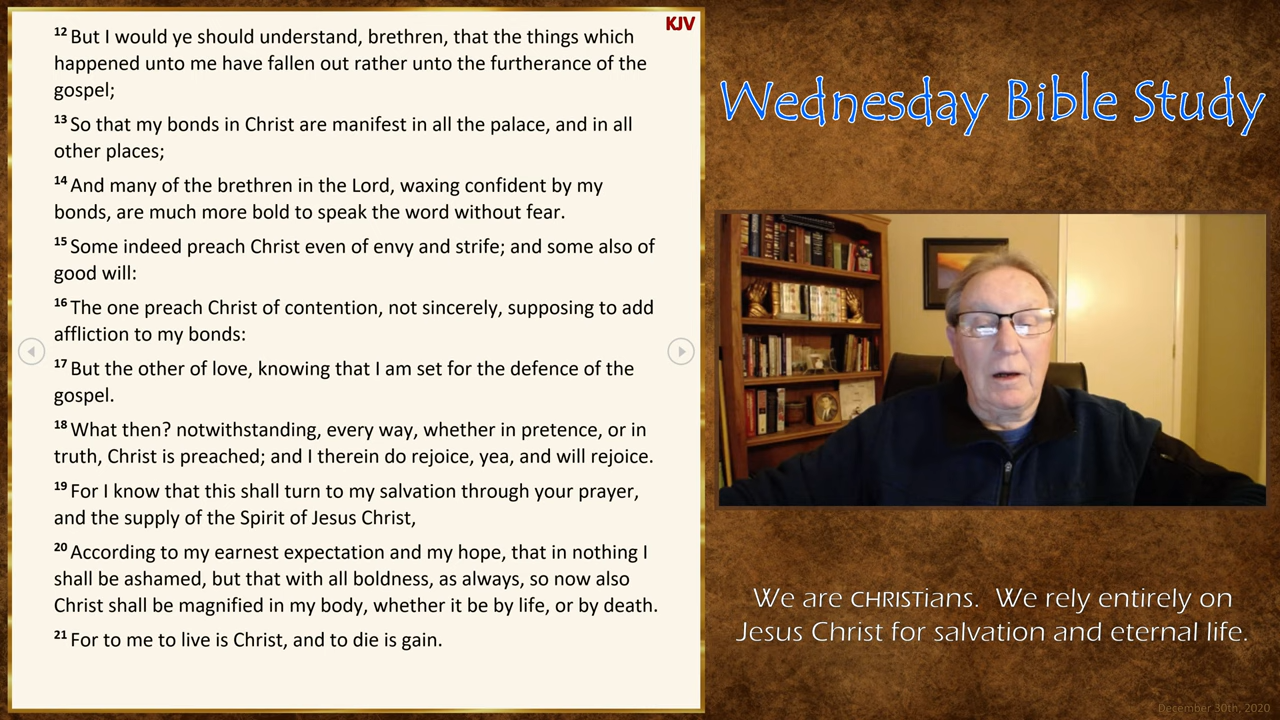 KJV
12 But I would ye should understand, brethren, that the things which
happened unto me have fallen out rather unto the furtherance of the
gospel;
13 So that my bonds in Christ are manifest in all the palace, and in all
other places;
14 And many of the brethren in the Lord, waxing confident by my
bonds, are much more bold to speak the word without fear.
15 Some indeed preach Christ even of envy and strife; and some also of
good will:
16 The one preach Christ of contention, not sincerely, supposing to add
affliction to my bonds:
17 But the other of love, knowing that I am set for the defence of the
gospel.
18 What then? notwithstanding, every way, whether in pretence, or in
truth, Christ is preached; and I therein do rejoice, yea, and will rejoice.
19 For I know that this shall turn to my salvation through your prayer,
and the supply of the Spirit of Jesus Christ,
20 According to my earnest expectation and my hope, that in nothing I
shall be ashamed, but that with all boldness, as always, so now also
Christ shall be magnified in my body, whether it be by life, or by death.
21 For to me to live is Christ, and to die is gain.
Wednesday Bible Study
We are CHRISTians. We rely entirely on
Jesus Christ for salvation and eternal life.
December 30th, 2020